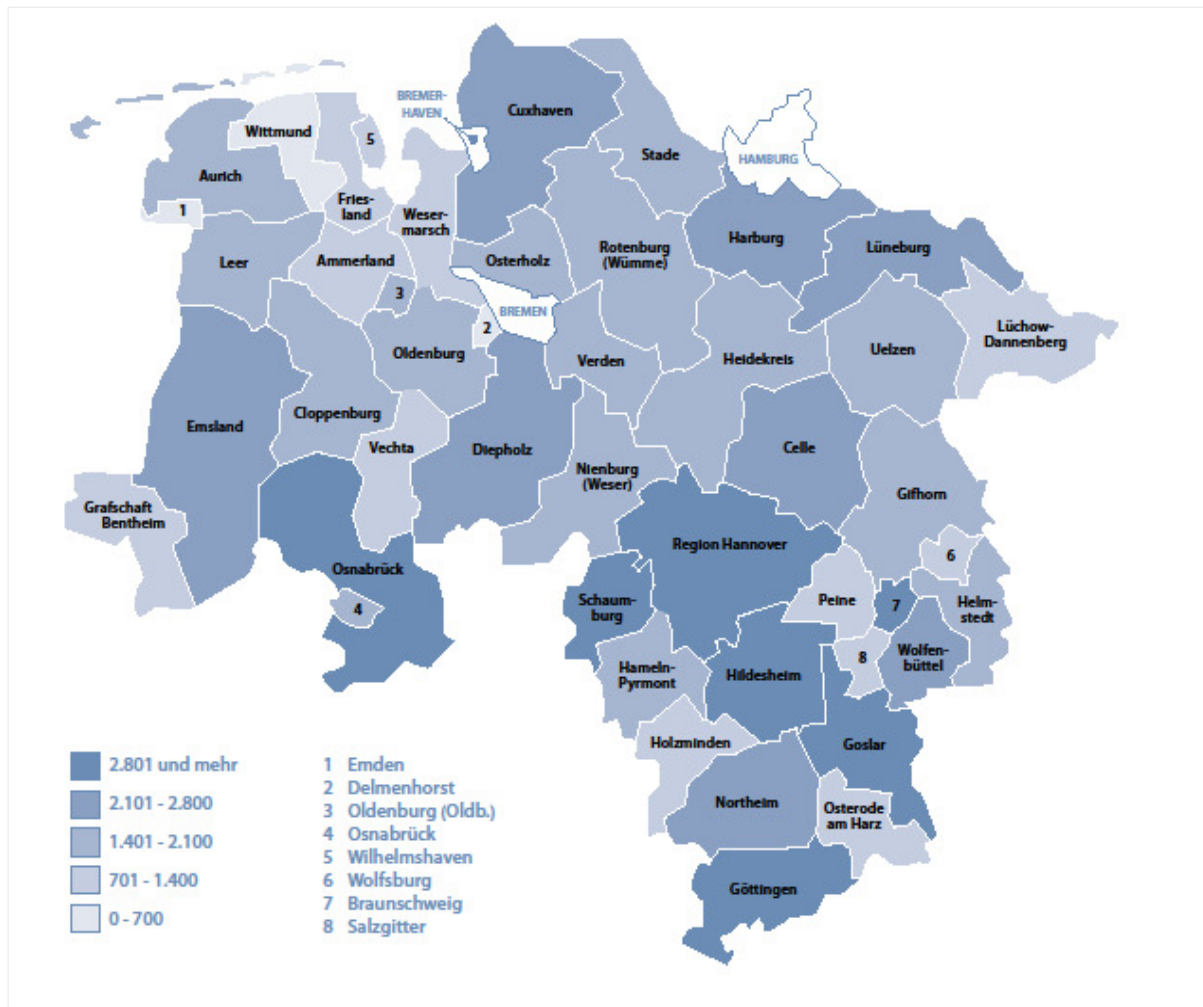 BREMER-
HAVEN
Cuxhaven
Wittmund
5
Stade
HAMBURG
Aurich
1
Fries-
land
Weser-
marsch
Harburg
Lüneburg
Leer
Ammerland
Osterholz
Rotenburg
(Wümme)
3
BREMEN
2
Lüchow-
Dannenberg
Oldenburg
Verden
Heidekreis
Uelzen
Emsland
Cloppenburg
Vechta
Diepholz
Celle
Nienburg
(Weser)
Gifhorn
Grafschaft
Bentheim
Region Hannover
6
Osnabrück
4
Schaum-
burg
Peine
7
Helm-
stedt
Wolfen-
büttel
8
Hameln-
Pyrmont
Hildesheim
Holzminden
Goslar
Northeim
Osterode
am Harz
Göttingen
2.801 und mehr
2.101 - 2.800
1.401 - 2.100
701 - 1.400
0 - 700
1 Emden
2 Delmenhorst
3 Oldenburg (Oldb.)
4 Osnabrück
5 Wilhelmshaven
6 Wolfsburg
7 Braunschweig
8 Salzgitter